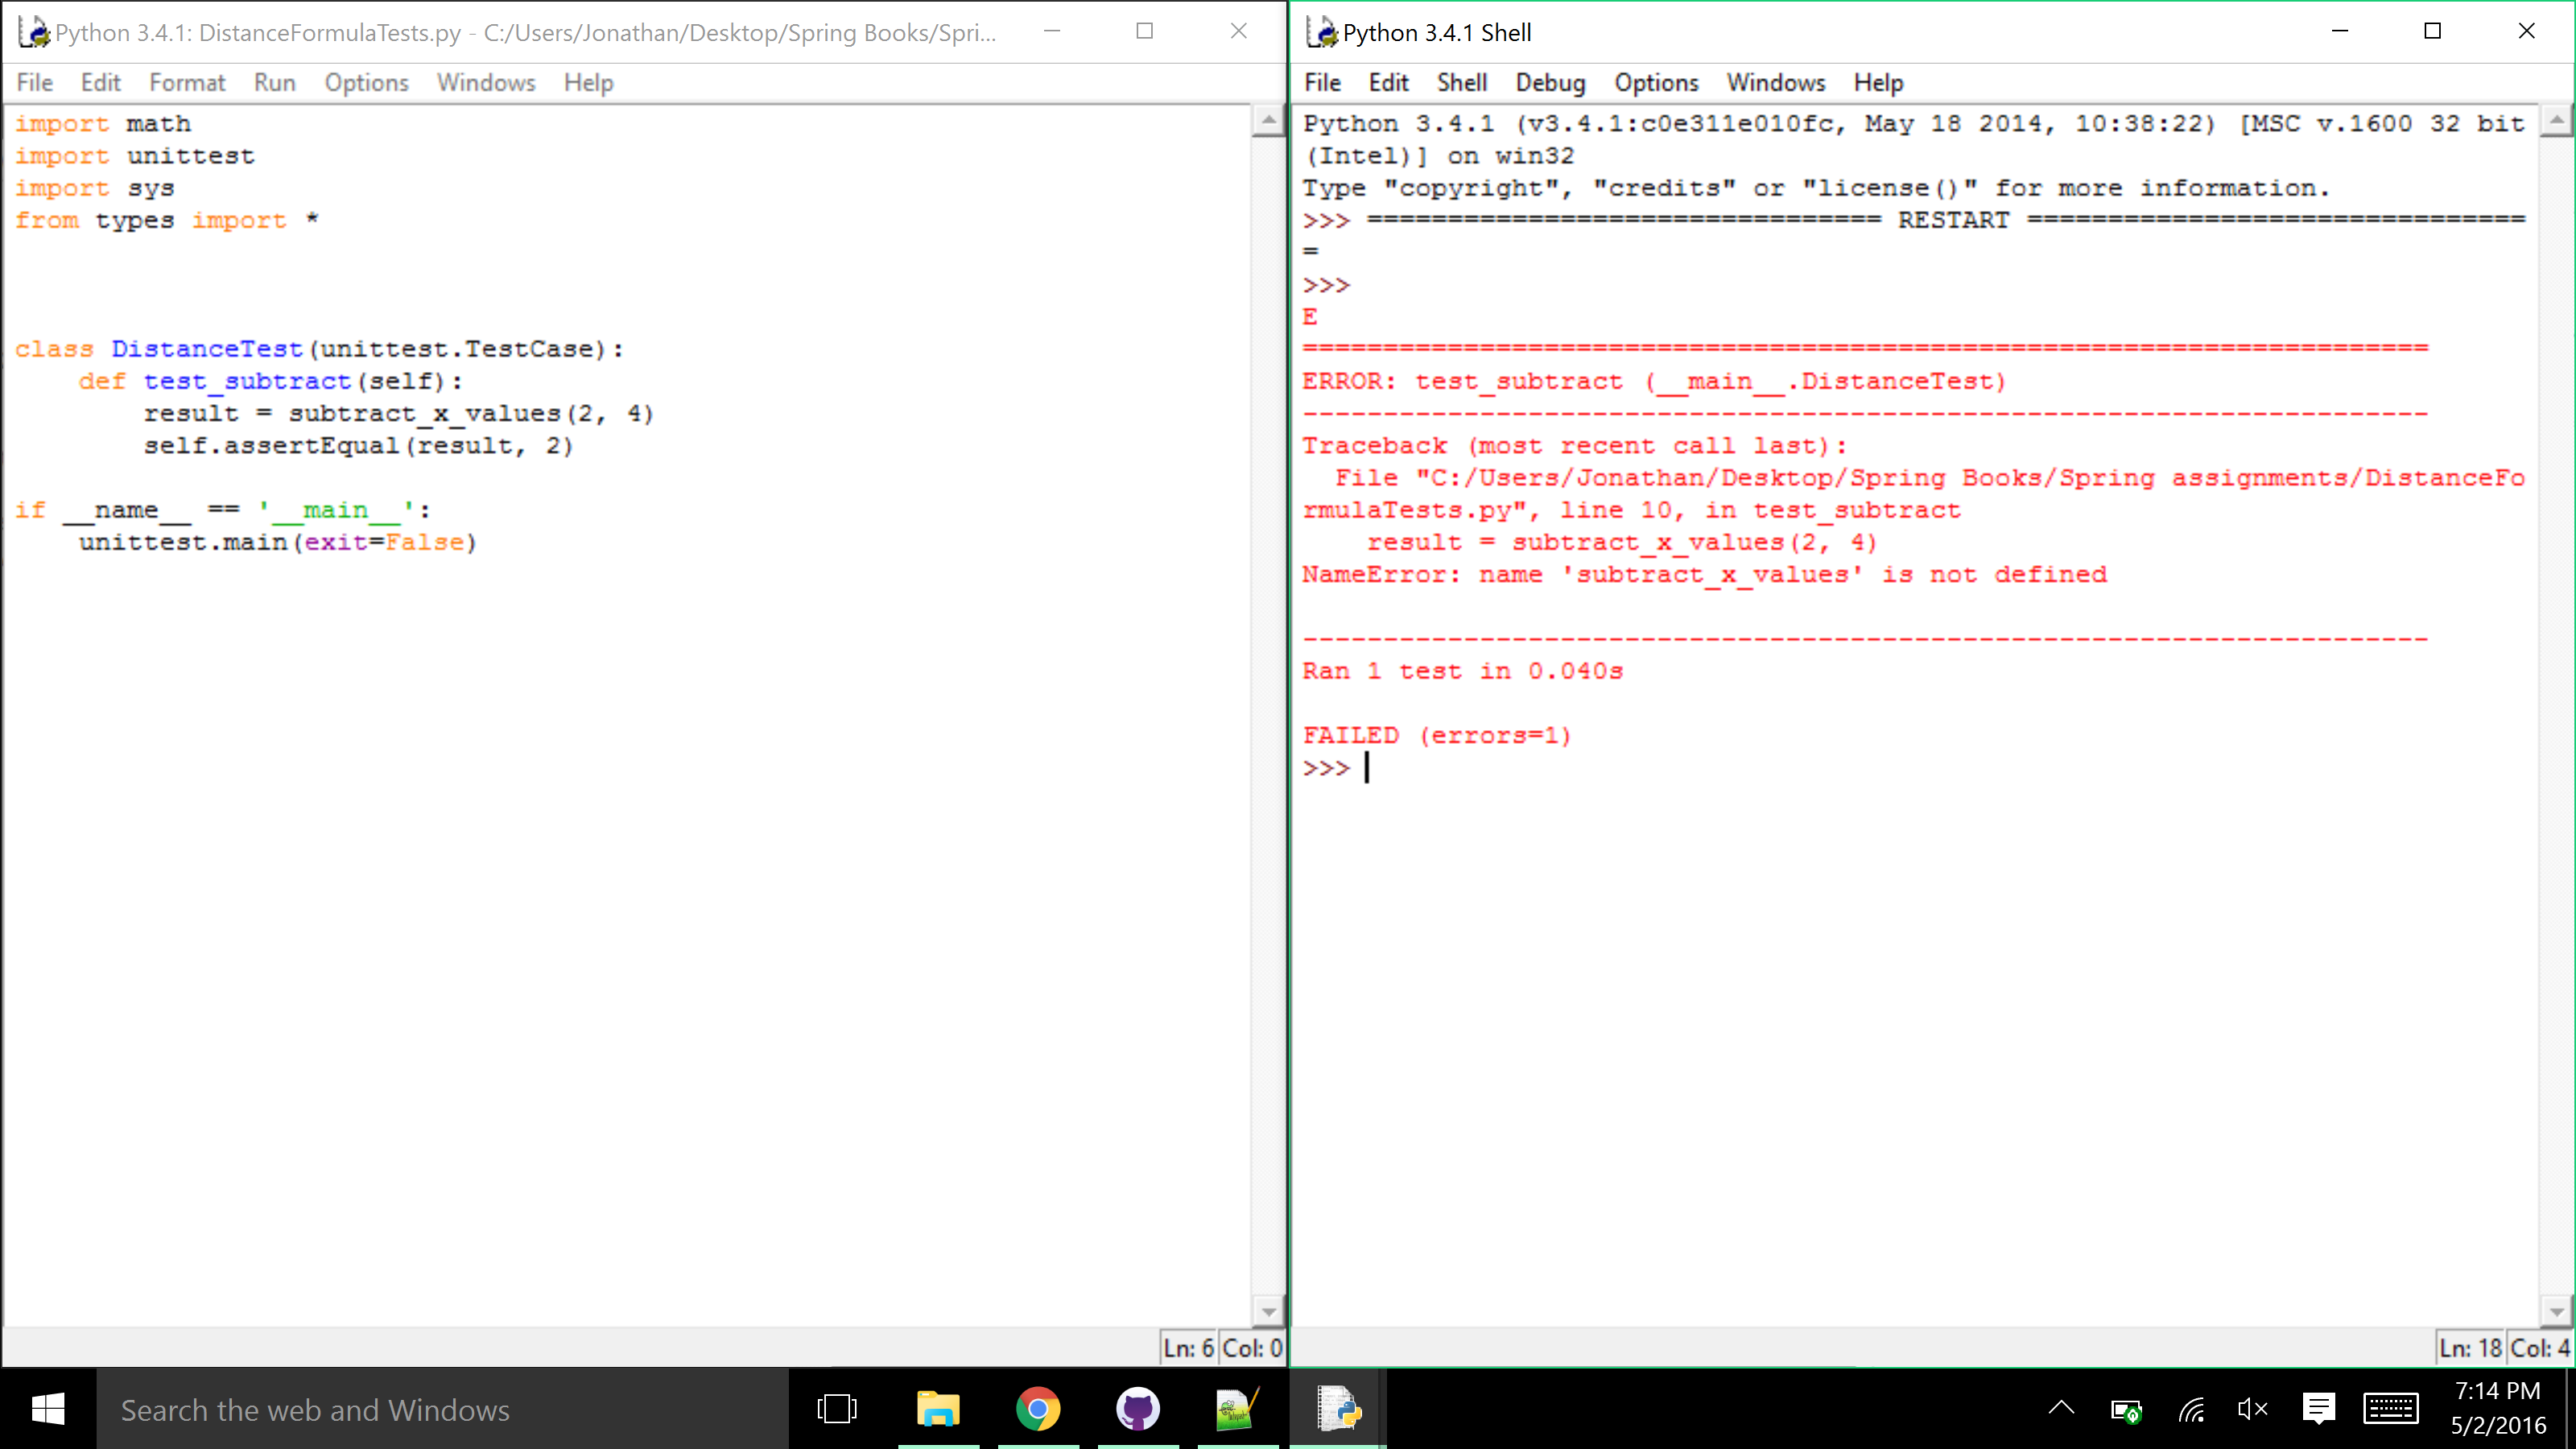 Python 3.4.1: DistanceFormulaTests.py - C:/Users/Jonathan/Desktop/Spring Books/Spri...
File Edit Format Run Options Windows Help
import math
import unittest
import sys
from types import *
class DistanceTest(unittest.TestCase):
    def test_subtract(self):
        result = subtract_x_values(2, 4)
        self.assertEqual(result, 2)
if __name__ == '__main__':
    unittest.main(exit=False)
Ln: 6 Col: 0
Python 3.4.1 Shell
File Edit Shell Debug Options Windows Help
Python 3.4.1 (v3.4.1:c0e311e010fc, May 18 2014, 10:38:22) [MSC v.1600 32 bit
(Intel)] on win32
Type "copyright", "credits" or "license()" for more information.
>>> ================================ RESTART ===============================
=
>>>
E
======================================================================
ERROR: test_subtract (__main__.DistanceTest)
----------------------------------------------------------------------
Traceback (most recent call last):
  File "C:/Users/Jonathan/Desktop/Spring Books/Spring assignments/DistanceFo
rmulaTests.py", line 10, in test_subtract
    result = subtract_x_values(2, 4)
NameError: name 'subtract_x_values' is not defined
----------------------------------------------------------------------
Ran 1 test in 0.040s
FAILED (errors=1)
>>>
Ln: 18 Col: 4
Search the web and Windows
7:14 PM
5/2/2016